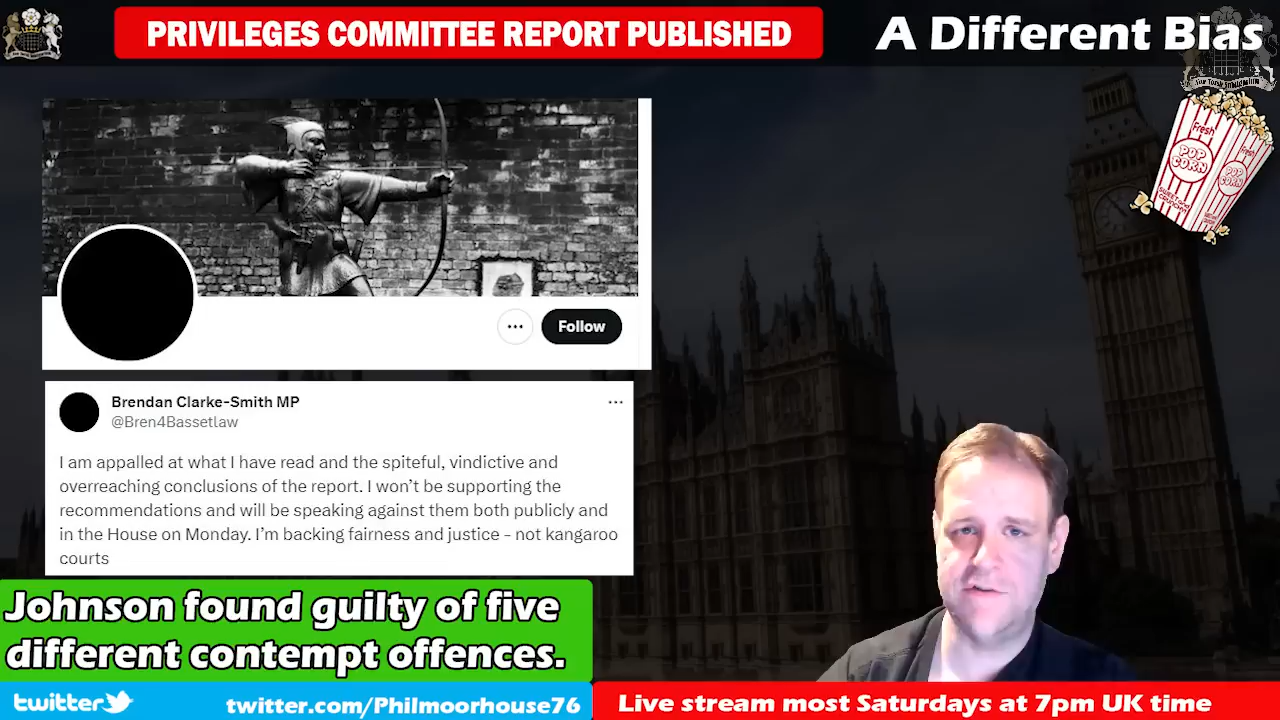 PRIVILEGES COMMITTEE REPORT PUBLISHED
A Different Bias
Fresh
POP
CORN
POP
CORN
Follow
Brendan Clarke-Smith MP
@Bren4Bassetlaw
I am appalled at what I have read and the spiteful, vindictive and
overreaching conclusions of the report. I won’t be supporting the
recommendations and will be speaking against them both publicly and
in the House on Monday. I’m backing fairness and justice – not kangaroo
courts
Johnson found guilty of five
different contempt offences.
twitter
twitter.com/Philmoorhouse76
Live stream most Saturdays at 7pm UK time